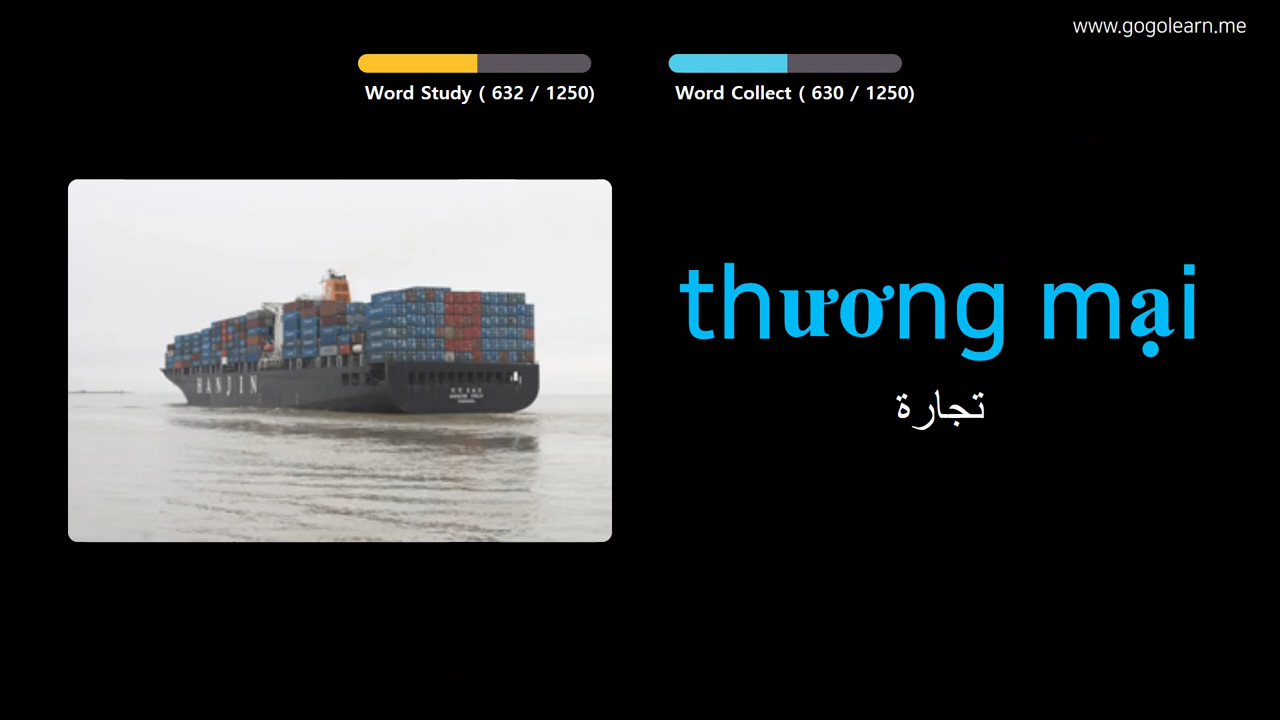 www.gogolearn.me
Word Study ( 632 / 1250)
Word Collect ( 630 / 1250)
HANJIN
thương mại
تجارة